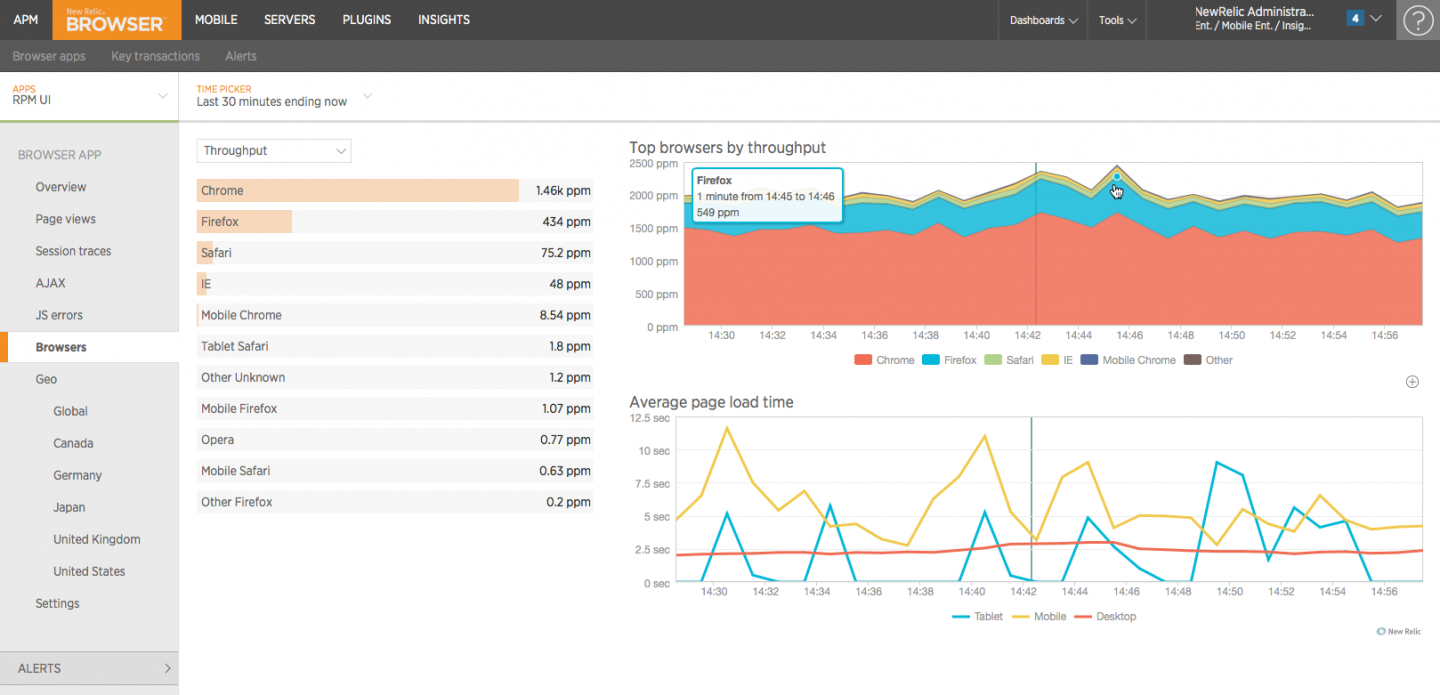 APM
New Relic.
BROWSER
MOBILE
SERVERS
PLUGINS
INSIGHTS
Dashboards
Tools
NewRelic Administra...
Ent. / Mobile Ent. / Insig...
4
?
Browser apps
Key transactions
Alerts
APPS
RPM UI
TIME PICKER
Last 30 minutes ending now
BROWSER APP
Overview
Page views
Session traces
AJAX
JS errors
Browsers
Geo
Global
Canada
Germany
Japan
United Kingdom
United States
Settings
ALERTS
Throughput
Chrome 1.46k ppm
Firefox 434 ppm
Safari 75.2 ppm
IE 48 ppm
Mobile Chrome 8.54 ppm
Tablet Safari 1.8 ppm
Other Unknown 1.2 ppm
Mobile Firefox 1.07 ppm
Opera 0.77 ppm
Mobile Safari 0.63 ppm
Other Firefox 0.2 ppm
Top browsers by throughput
2500 ppm
2000 ppm
1500 ppm
1000 ppm
500 ppm
0 ppm
Firefox
1 minute from 14:45 to 14:46
549 ppm
14:30 14:32 14:34 14:36 14:38 14:40 14:42 14:44 14:46 14:48 14:50 14:52 14:54 14:56
Chrome Firefox Safari IE Mobile Chrome Other
Average page load time
12.5 sec
10 sec
7.5 sec
5 sec
2.5 sec
0 sec
14:30 14:32 14:34 14:36 14:38 14:40 14:42 14:44 14:46 14:48 14:50 14:52 14:54 14:56
Tablet Mobile Desktop
New Relic